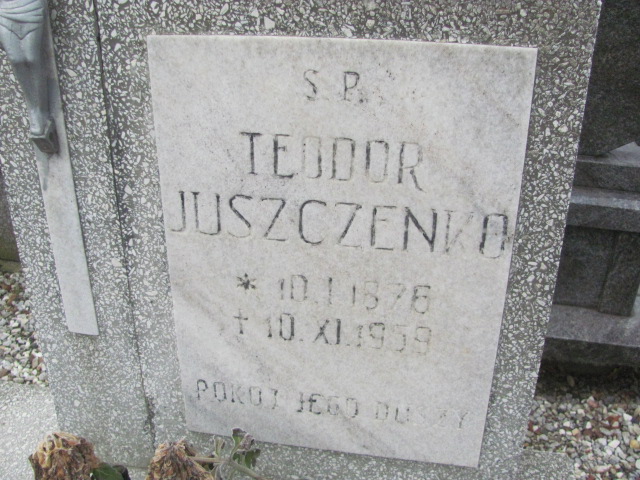 S. P.
TEODOR
JUSZCZENKO
* 10.I.1876
+ 10.XI.1959
POKÓJ JEGO DUSZY